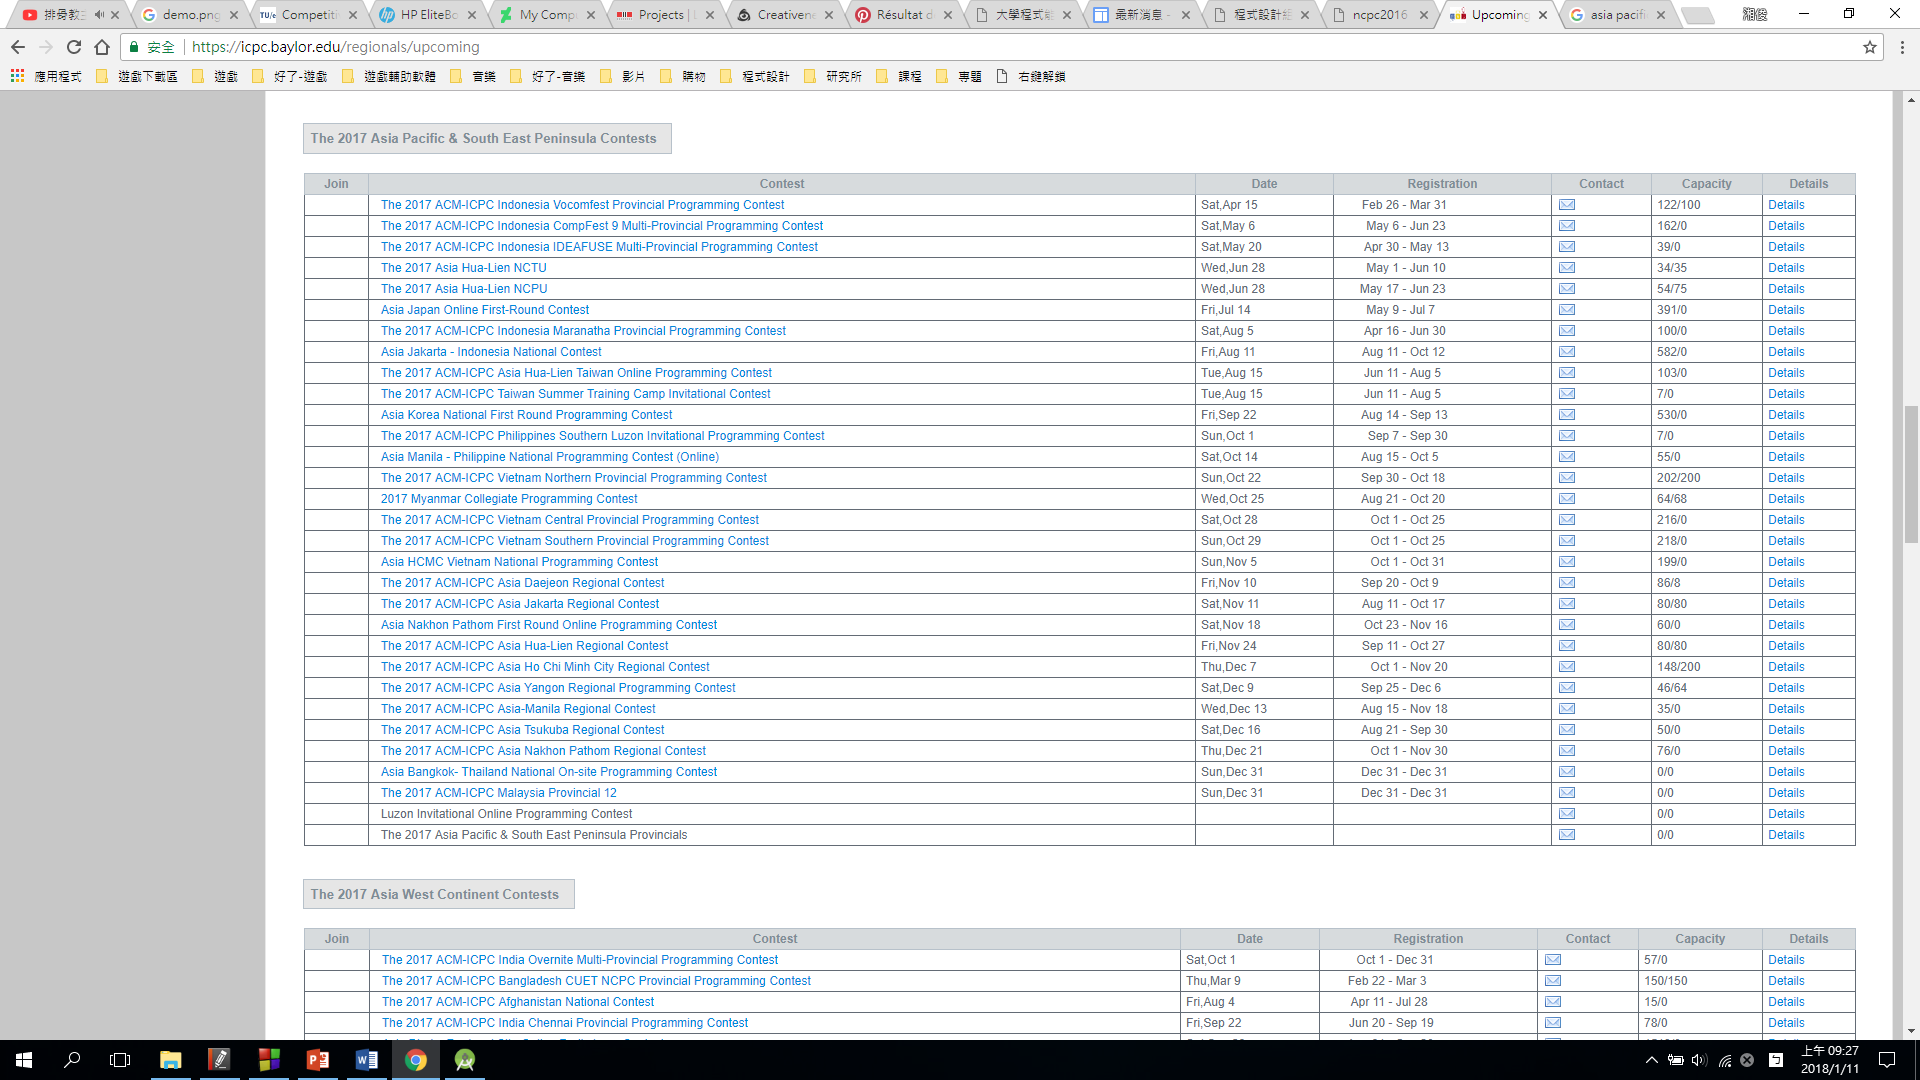 demo.png
Competiti
HP EliteBo
My Comp
Projects |
Creativene
Résultat d
大學程式能
最新消息 -
程式設計組
ncpc2016
Upcoming
asia pacifi
安全 | https://icpc.baylor.edu/regionals/upcoming
應用程式 遊戲下載區 遊戲 好了-遊戲 遊戲輔助軟體 音樂 好了-音樂 影片 購物 程式設計 研究所 課程 專題 右鍵解鎖
The 2017 Asia Pacific & South East Peninsula Contests
Join Contest Date Registration Contact Capacity Details
The 2017 ACM-ICPC Indonesia Vocomfest Provincial Programming Contest Sat,Apr 15 Feb 26 - Mar 31 122/100 Details
The 2017 ACM-ICPC Indonesia CompFest 9 Multi-Provincial Programming Contest Sat,May 6 May 6 - Jun 23 162/0 Details
The 2017 ACM-ICPC Indonesia IDEAFUSE Multi-Provincial Programming Contest Sat,May 20 Apr 30 - May 13 39/0 Details
The 2017 Asia Hua-Lien NCTU Wed,Jun 28 May 1 - Jun 10 34/35 Details
The 2017 Asia Hua-Lien NCPU Wed,Jun 28 May 17 - Jun 23 54/75 Details
Asia Japan Online First-Round Contest Fri,Jul 14 May 9 - Jul 7 391/0 Details
The 2017 ACM-ICPC Indonesia Maranatha Provincial Programming Contest Sat,Aug 5 Apr 16 - Jun 30 100/0 Details
Asia Jakarta - Indonesia National Contest Fri,Aug 11 Aug 11 - Oct 12 582/0 Details
The 2017 ACM-ICPC Asia Hua-Lien Taiwan Online Programming Contest Tue,Aug 15 Jun 11 - Aug 5 103/0 Details
The 2017 ACM-ICPC Taiwan Summer Training Camp Invitational Contest Tue,Aug 15 Jun 11 - Aug 5 7/0 Details
Asia Korea National First Round Programming Contest Fri,Sep 22 Aug 14 - Sep 13 530/0 Details
The 2017 ACM-ICPC Philippines Southern Luzon Invitational Programming Contest Sun,Oct 1 Sep 7 - Sep 30 7/0 Details
Asia Manila - Philippine National Programming Contest (Online) Sat,Oct 14 Aug 15 - Oct 5 55/0 Details
The 2017 ACM-ICPC Vietnam Northern Provincial Programming Contest Sun,Oct 22 Sep 30 - Oct 18 202/200 Details
2017 Myanmar Collegiate Programming Contest Wed,Oct 25 Aug 21 - Oct 20 64/68 Details
The 2017 ACM-ICPC Vietnam Central Provincial Programming Contest Sat,Oct 28 Oct 1 - Oct 25 216/0 Details
The 2017 ACM-ICPC Vietnam Southern Provincial Programming Contest Sun,Oct 29 Oct 1 - Oct 25 218/0 Details
Asia HCMC Vietnam National Programming Contest Sun,Nov 5 Oct 1 - Oct 31 199/0 Details
The 2017 ACM-ICPC Asia Daejeon Regional Contest Fri,Nov 10 Sep 20 - Oct 9 86/8 Details
The 2017 ACM-ICPC Asia Jakarta Regional Contest Sat,Nov 11 Aug 11 - Oct 17 80/80 Details
Asia Nakhon Pathom First Round Online Programming Contest Sat,Nov 18 Oct 23 - Nov 16 60/0 Details
The 2017 ACM-ICPC Asia Hua-Lien Regional Contest Fri,Nov 24 Sep 11 - Oct 27 80/80 Details
The 2017 ACM-ICPC Asia Ho Chi Minh City Regional Contest Thu,Dec 7 Oct 1 - Nov 20 148/200 Details
The 2017 ACM-ICPC Asia Yangon Regional Programming Contest Sat,Dec 9 Sep 25 - Dec 6 46/64 Details
The 2017 ACM-ICPC Asia-Manila Regional Contest Wed,Dec 13 Aug 15 - Nov 18 35/0 Details
The 2017 ACM-ICPC Asia Tsukuba Regional Contest Sat,Dec 16 Aug 21 - Sep 30 50/0 Details
The 2017 ACM-ICPC Asia Nakhon Pathom Regional Contest Thu,Dec 21 Oct 1 - Nov 30 76/0 Details
Asia Bangkok- Thailand National On-site Programming Contest Sun,Dec 31 Dec 31 - Dec 31 0/0 Details
The 2017 ACM-ICPC Malaysia Provincial 12 Sun,Dec 31 Dec 31 - Dec 31 0/0 Details
Luzon Invitational Online Programming Contest 0/0 Details
The 2017 Asia Pacific & South East Peninsula Provincials 0/0 Details
The 2017 Asia West Continent Contests
Join Contest Date Registration Contact Capacity Details
The 2017 ACM-ICPC India Overnite Multi-Provincial Programming Contest Sat,Oct 1 Oct 1 - Dec 31 57/0 Details
The 2017 ACM-ICPC Bangladesh CUET NCPC Provincial Programming Contest Thu,Mar 9 Feb 22 - Mar 3 150/150 Details
The 2017 ACM-ICPC Afghanistan National Contest Fri,Aug 4 Apr 11 - Jul 28 15/0 Details
The 2017 ACM-ICPC India Chennai Provincial Programming Contest Fri,Sep 22 Jun 20 - Sep 19 78/0 Details
上午 09:27
2018/1/11